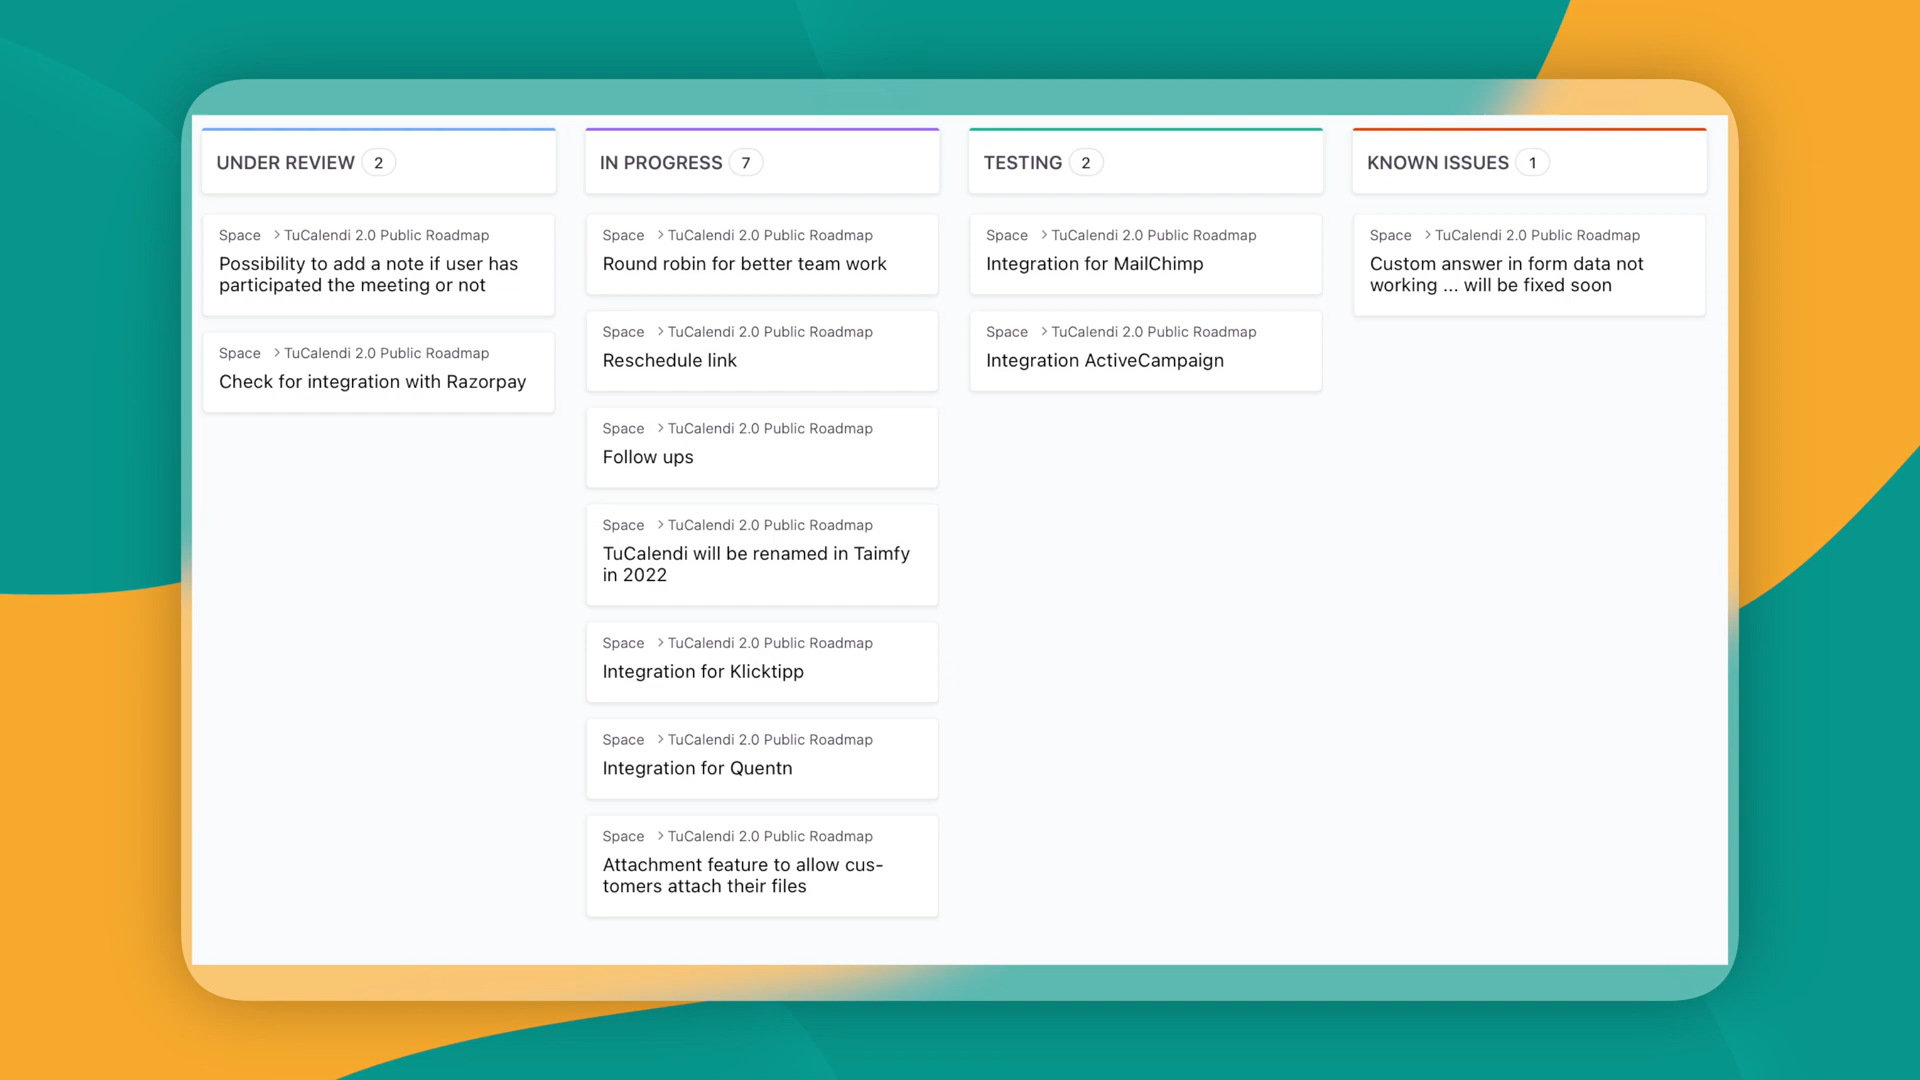 UNDER REVIEW 2
Space > TuCalendi 2.0 Public Roadmap
Possibility to add a note if user has
participated the meeting or not
Space > TuCalendi 2.0 Public Roadmap
Check for integration with Razorpay
IN PROGRESS 7
Space > TuCalendi 2.0 Public Roadmap
Round robin for better team work
Space > TuCalendi 2.0 Public Roadmap
Reschedule link
Space > TuCalendi 2.0 Public Roadmap
Follow ups
Space > TuCalendi 2.0 Public Roadmap
TuCalendi will be renamed in Taimfy
in 2022
Space > TuCalendi 2.0 Public Roadmap
Integration for Klicktipp
Space > TuCalendi 2.0 Public Roadmap
Integration for Quentn
Space > TuCalendi 2.0 Public Roadmap
Attachment feature to allow cus-
tomers attach their files
TESTING 2
Space > TuCalendi 2.0 Public Roadmap
Integration for MailChimp
Space > TuCalendi 2.0 Public Roadmap
Integration ActiveCampaign
KNOWN ISSUES 1
Space > TuCalendi 2.0 Public Roadmap
Custom answer in form data not
working ... will be fixed soon